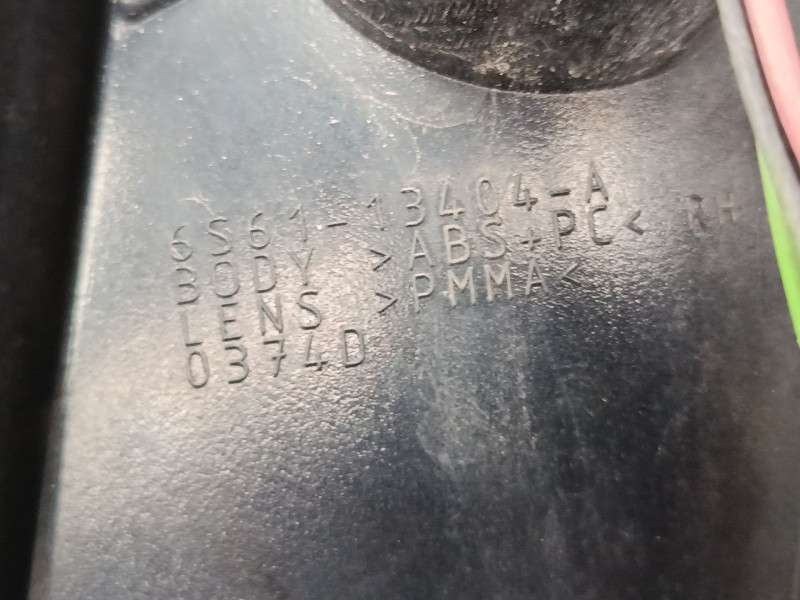 6S61-13404-A
BODY >ABS+PC< RH
LENS >PMMA<
0374D